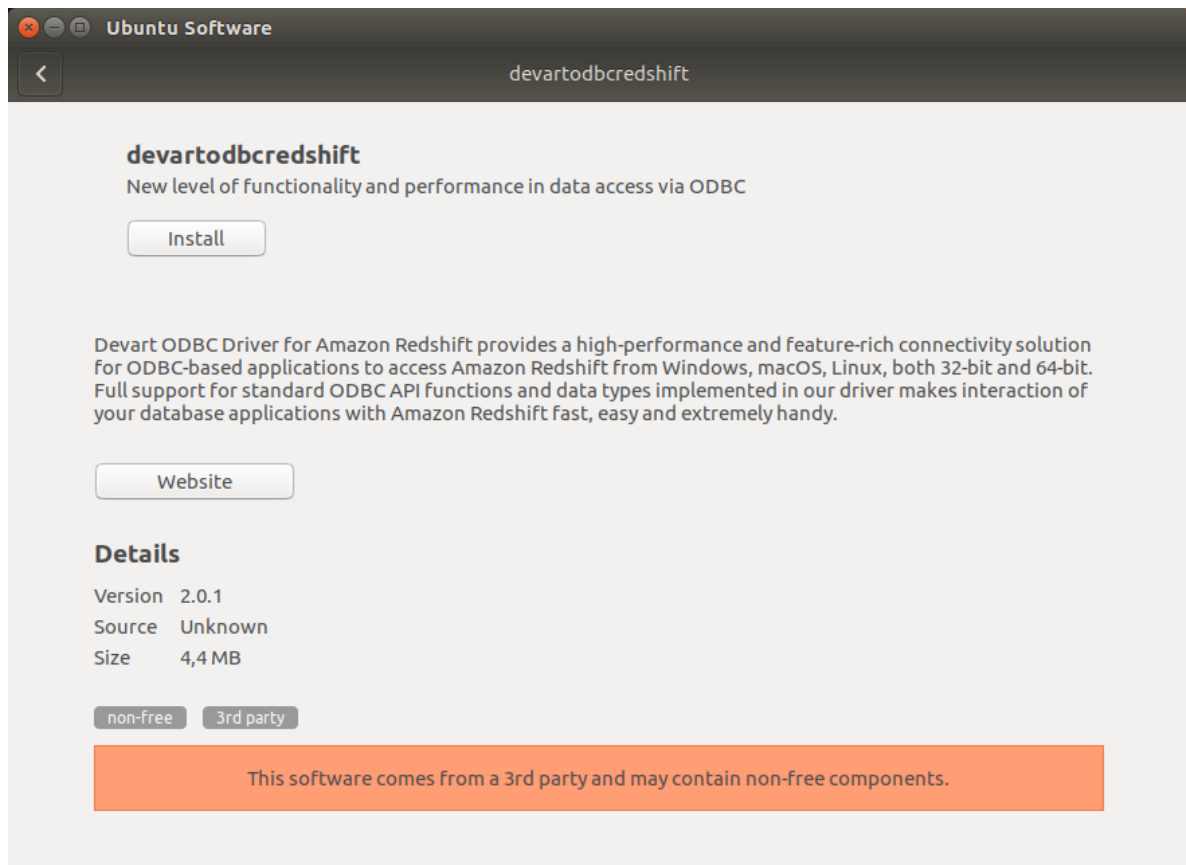 Ubuntu Software
devartodbcredshift
devartodbcredshift
New level of functionality and performance in data access via ODBC
Install
Devart ODBC Driver for Amazon Redshift provides a high-performance and feature-rich connectivity solution
for ODBC-based applications to access Amazon Redshift from Windows, macOS, Linux, both 32-bit and 64-bit.
Full support for standard ODBC API functions and data types implemented in our driver makes interaction of
your database applications with Amazon Redshift fast, easy and extremely handy.
Website
Details
Version 2.0.1
Source Unknown
Size 4,4 MB
non-free 3rd party
This software comes from a 3rd party and may contain non-free components.